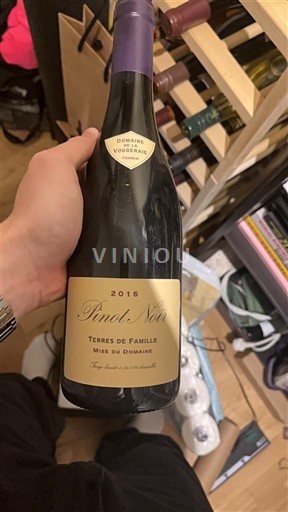 DOMAINE
DE LA
VOUGERAIE
FRANCE
VINIOU
2016
Pinot Noir
TERRES DE FAMILLE
MISE DU DOMAINE